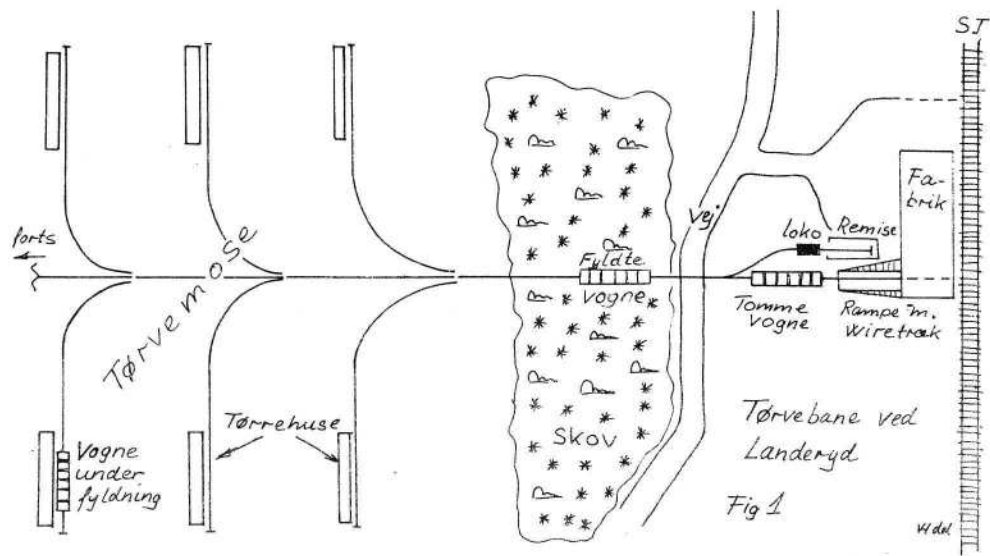 SJ
Fa-
brik
Vej
loko
Remise
forts
Tørvemose
Fyldte
vogne
Tomme
vogne
Rampe m.
wiretræk
Tørrehuse
Vogne
under
fyldning
Skov
Tørvebane ved
Landeryd
Fig 1